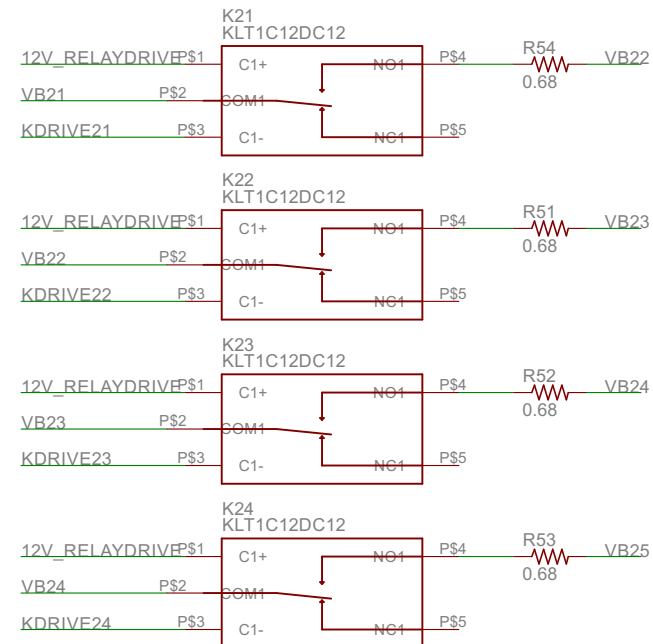 K21
KLT1C12DC12
12V_RELAYDRIVE P$1 C1+ NO1 P$4 R54 0.68 VB22
VB21 P$2 COM1
KDRIVE21 P$3 C1- NC1 P$5
K22
KLT1C12DC12
12V_RELAYDRIVE P$1 C1+ NO1 P$4 R51 0.68 VB23
VB22 P$2 COM1
KDRIVE22 P$3 C1- NC1 P$5
K23
KLT1C12DC12
12V_RELAYDRIVE P$1 C1+ NO1 P$4 R52 0.68 VB24
VB23 P$2 COM1
KDRIVE23 P$3 C1- NC1 P$5
K24
KLT1C12DC12
12V_RELAYDRIVE P$1 C1+ NO1 P$4 R53 0.68 VB25
VB24 P$2 COM1
KDRIVE24 P$3 C1- NC1 P$5